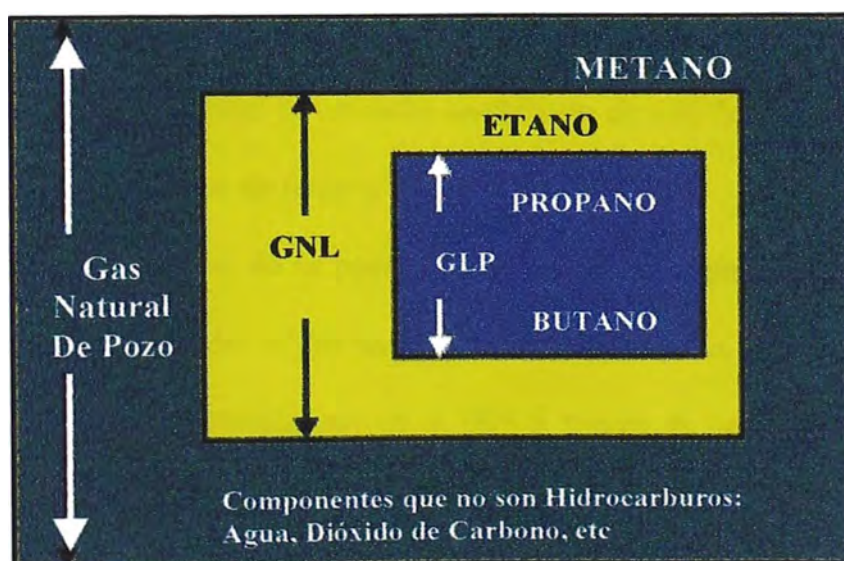 METANO
ETANO
PROPANO
GNL
GLP
Gas
Natural
De Pozo
BUTANO
Componentes que no son Hidrocarburos:
Agua, Dióxido de Carbono, etc